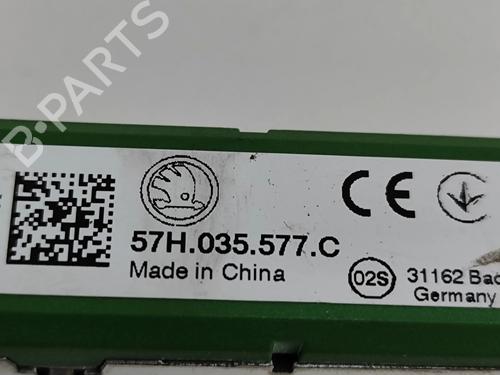 B-PARTS
57H.035.577.C
Made in China
CE
02S
31162 Bad
Germany